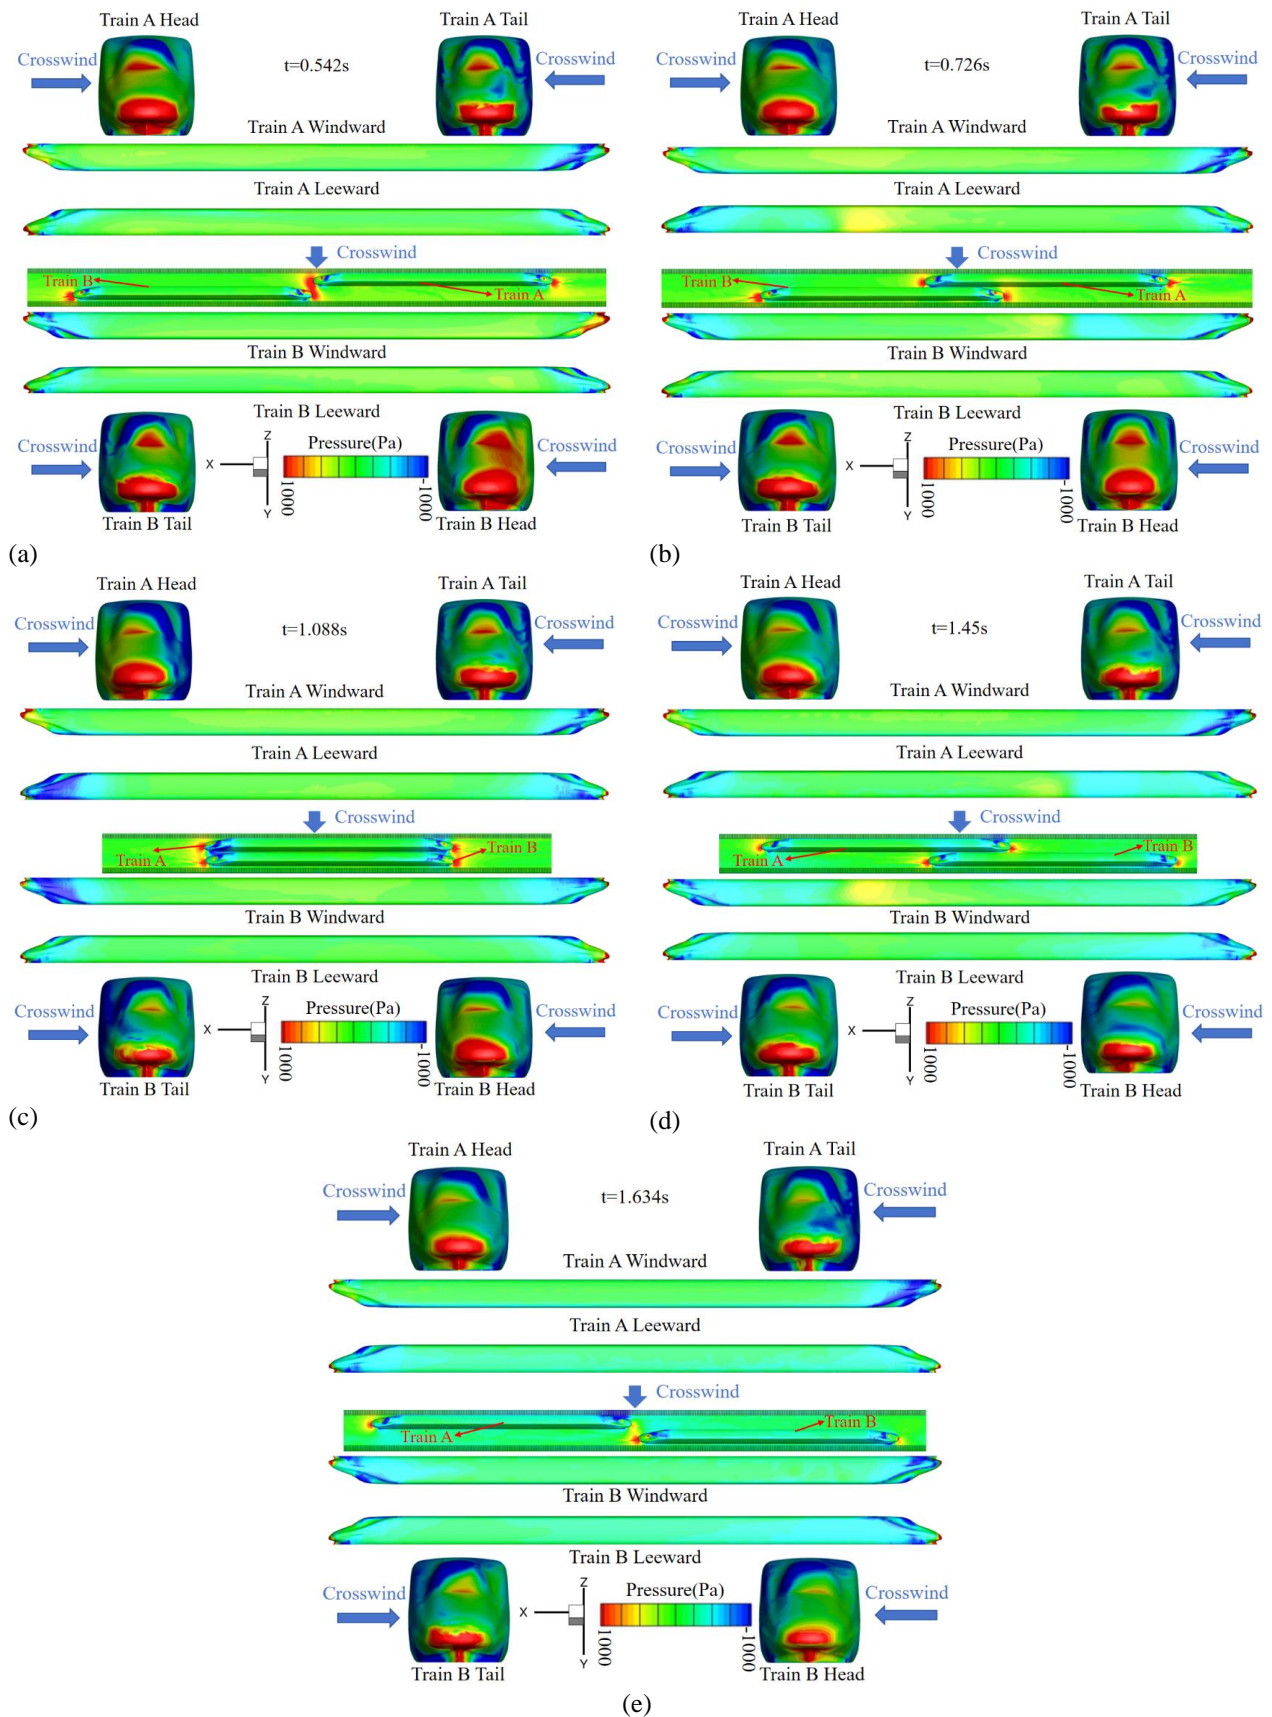 Train A Head
Train A Tail
Crosswind
t=0.542s
Crosswind
Train A Windward
Train A Leeward
Crosswind
Train B
Train A
Train B Windward
Train B Leeward
Crosswind
Z
X
Y
Pressure(Pa)
1000
-1000
Crosswind
Train B Tail
Train B Head
(a)
Train A Head
Train A Tail
Crosswind
t=0.726s
Crosswind
Train A Windward
Train A Leeward
Crosswind
Train B
Train A
Train B Windward
Train B Leeward
Crosswind
Z
X
Y
Pressure(Pa)
1000
-1000
Crosswind
Train B Tail
Train B Head
(b)
Train A Head
Train A Tail
Crosswind
t=1.088s
Crosswind
Train A Windward
Train A Leeward
Crosswind
Train A
Train B
Train B Windward
Train B Leeward
Crosswind
Z
X
Y
Pressure(Pa)
1000
-1000
Crosswind
Train B Tail
Train B Head
(c)
Train A Head
Train A Tail
Crosswind
t=1.45s
Crosswind
Train A Windward
Train A Leeward
Crosswind
Train A
Train B
Train B Windward
Train B Leeward
Crosswind
Z
X
Y
Pressure(Pa)
1000
-1000
Crosswind
Train B Tail
Train B Head
(d)
Train A Head
Train A Tail
Crosswind
t=1.634s
Crosswind
Train A Windward
Train A Leeward
Crosswind
Train A
Train B
Train B Windward
Train B Leeward
Crosswind
Z
X
Y
Pressure(Pa)
1000
-1000
Crosswind
Train B Tail
Train B Head
(e)